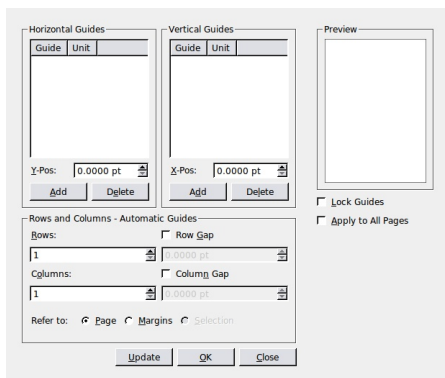 Horizontal Guides
Guide Unit
Y-Pos: 0.0000 pt
Add Delete
Vertical Guides
Guide Unit
X-Pos: 0.0000 pt
Add Delete
Preview
Lock Guides
Apply to All Pages
Rows and Columns - Automatic Guides
Rows: Row Gap
1 0.0000 pt
Columns: Column Gap
1 0.0000 pt
Refer to: Page Margins Selection
Update OK Close